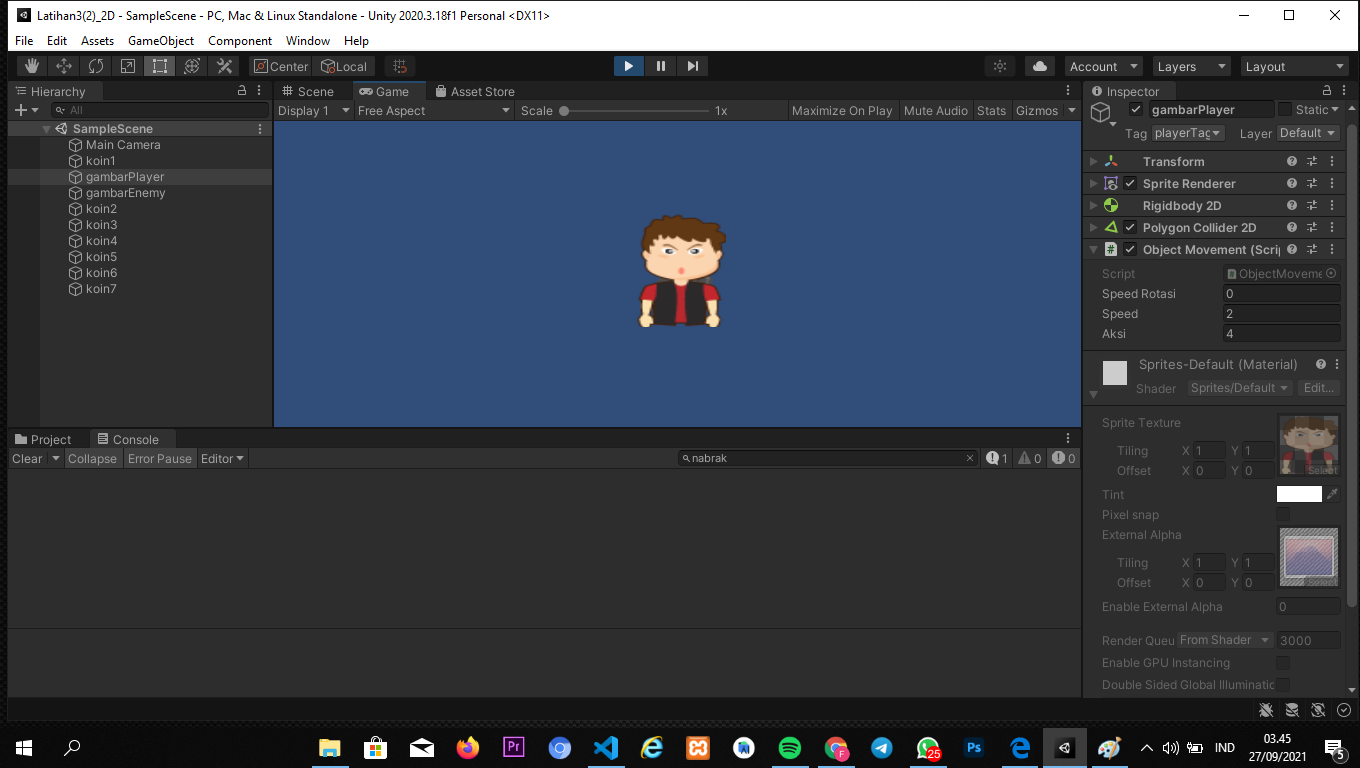 Latihan3(2)_2D - SampleScene - PC, Mac & Linux Standalone - Unity 2020.3.18f1 Personal <DX11>
File Edit Assets GameObject Component Window Help
Center Local Account Layers Layout
Hierarchy
All
SampleScene
Main Camera
koin1
gambarPlayer
gambarEnemy
koin2
koin3
koin4
koin5
koin6
koin7
Scene Game Asset Store
Display 1 Free Aspect Scale 1x Maximize On Play Mute Audio Stats Gizmos
Project Console
Clear Collapse Error Pause Editor nabrak 1 0 0
Inspector
gambarPlayer Static
Tag playerTag Layer Default
Transform
Sprite Renderer
Rigidbody 2D
Polygon Collider 2D
Object Movement (Scri
Script ObjectMoveme
Speed Rotasi 0
Speed 2
Aksi 4
Sprites-Default (Material)
Shader Sprites/Default Edit...
Sprite Texture
Tiling X 1 Y 1
Offset X 0 Y 0
Select
Tint
Pixel snap
External Alpha
Tiling X 1 Y 1
Offset X 0 Y 0
Select
Enable External Alpha 0
Render Queu From Shader 3000
Enable GPU Instancing
Double Sided Global Illuminatic
Pr
F
25
Ps
IND
03.45
27/09/2021
5